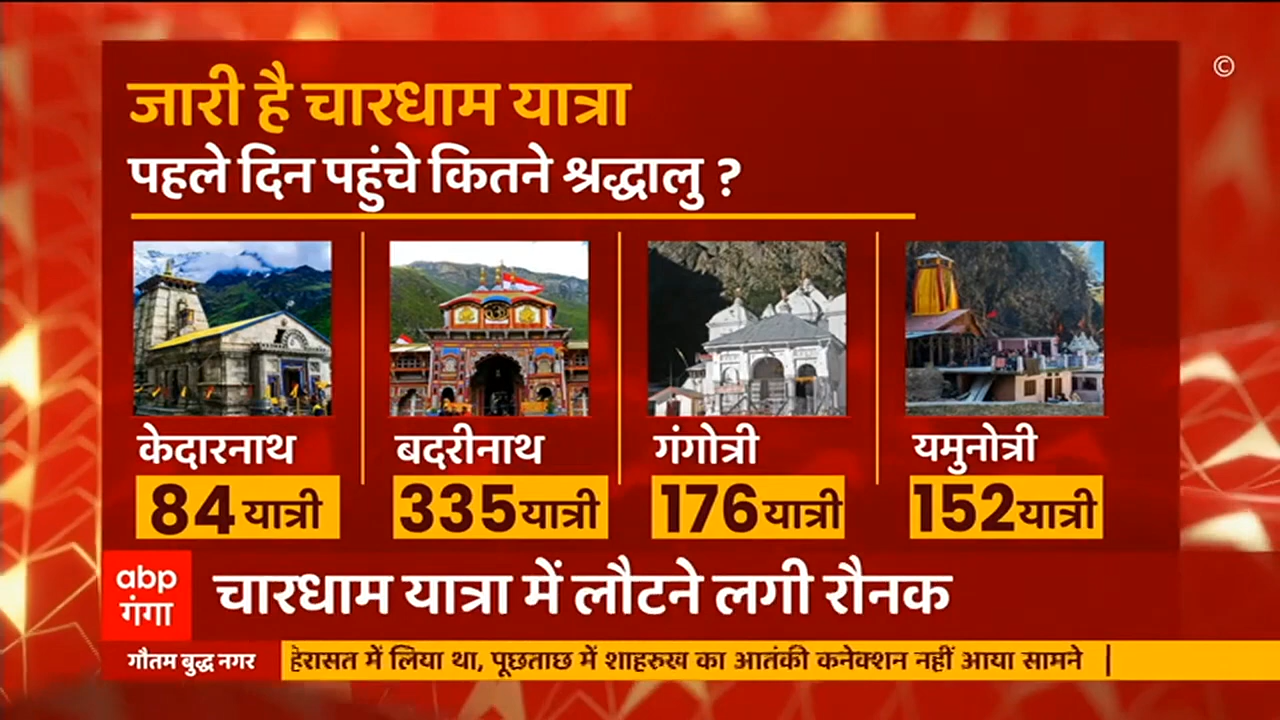 ©
जारी है चारधाम यात्रा
पहले दिन पहुंचे कितने श्रद्धालु ?
केदारनाथ
84 यात्री
बदरीनाथ
335 यात्री
गंगोत्री
176 यात्री
यमुनोत्री
152 यात्री
abp
गंगा
चारधाम यात्रा में लौटने लगी रौनक
गौतम बुद्ध नगर
में लिया था, पूछताछ में शाहरुख का आतंकी कनेक्शन नहीं आया सामने |